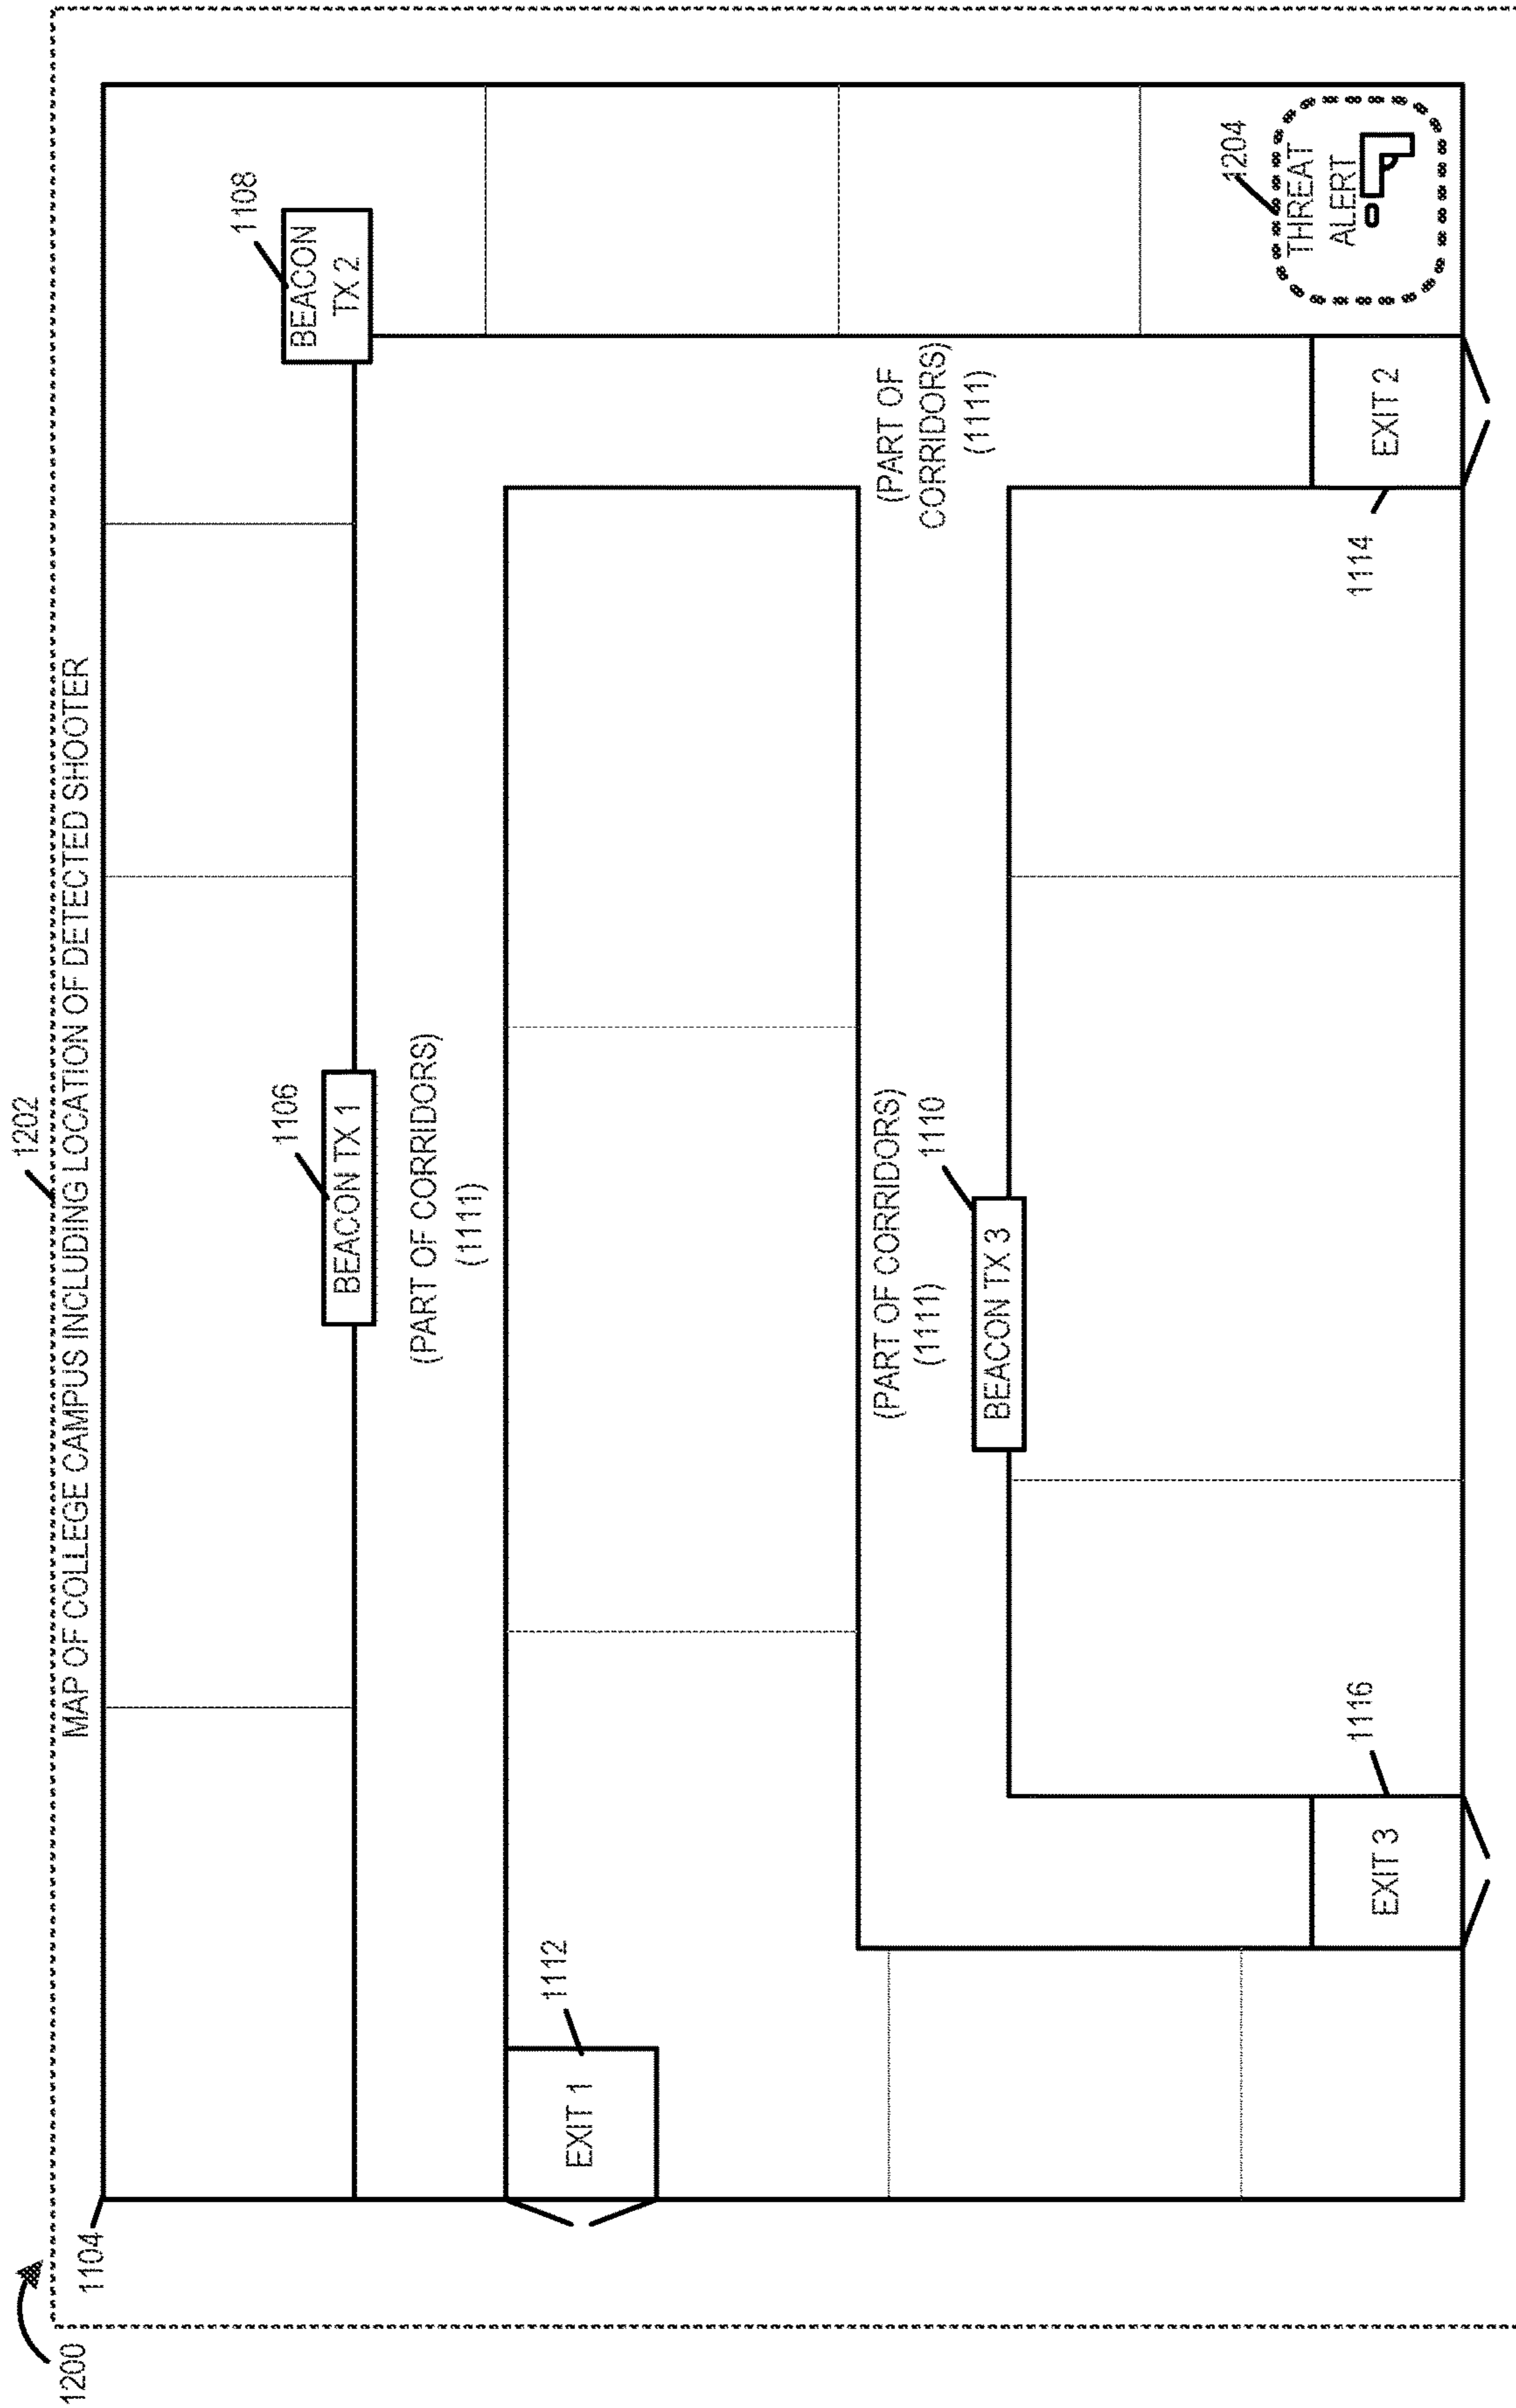 1200
1202
MAP OF COLLEGE CAMPUS INCLUDING LOCATION OF DETECTED SHOOTER
1104
1106
BEACON TX 1
1108
BEACON
TX 2
(PART OF CORRIDORS)
(1111)
1112
EXIT 1
(PART OF CORRIDORS)
(1111)
(PART OF
CORRIDORS)
(1111)
1110
BEACON TX 3
1204
THREAT
ALERT
1116
EXIT 3
1114
EXIT 2